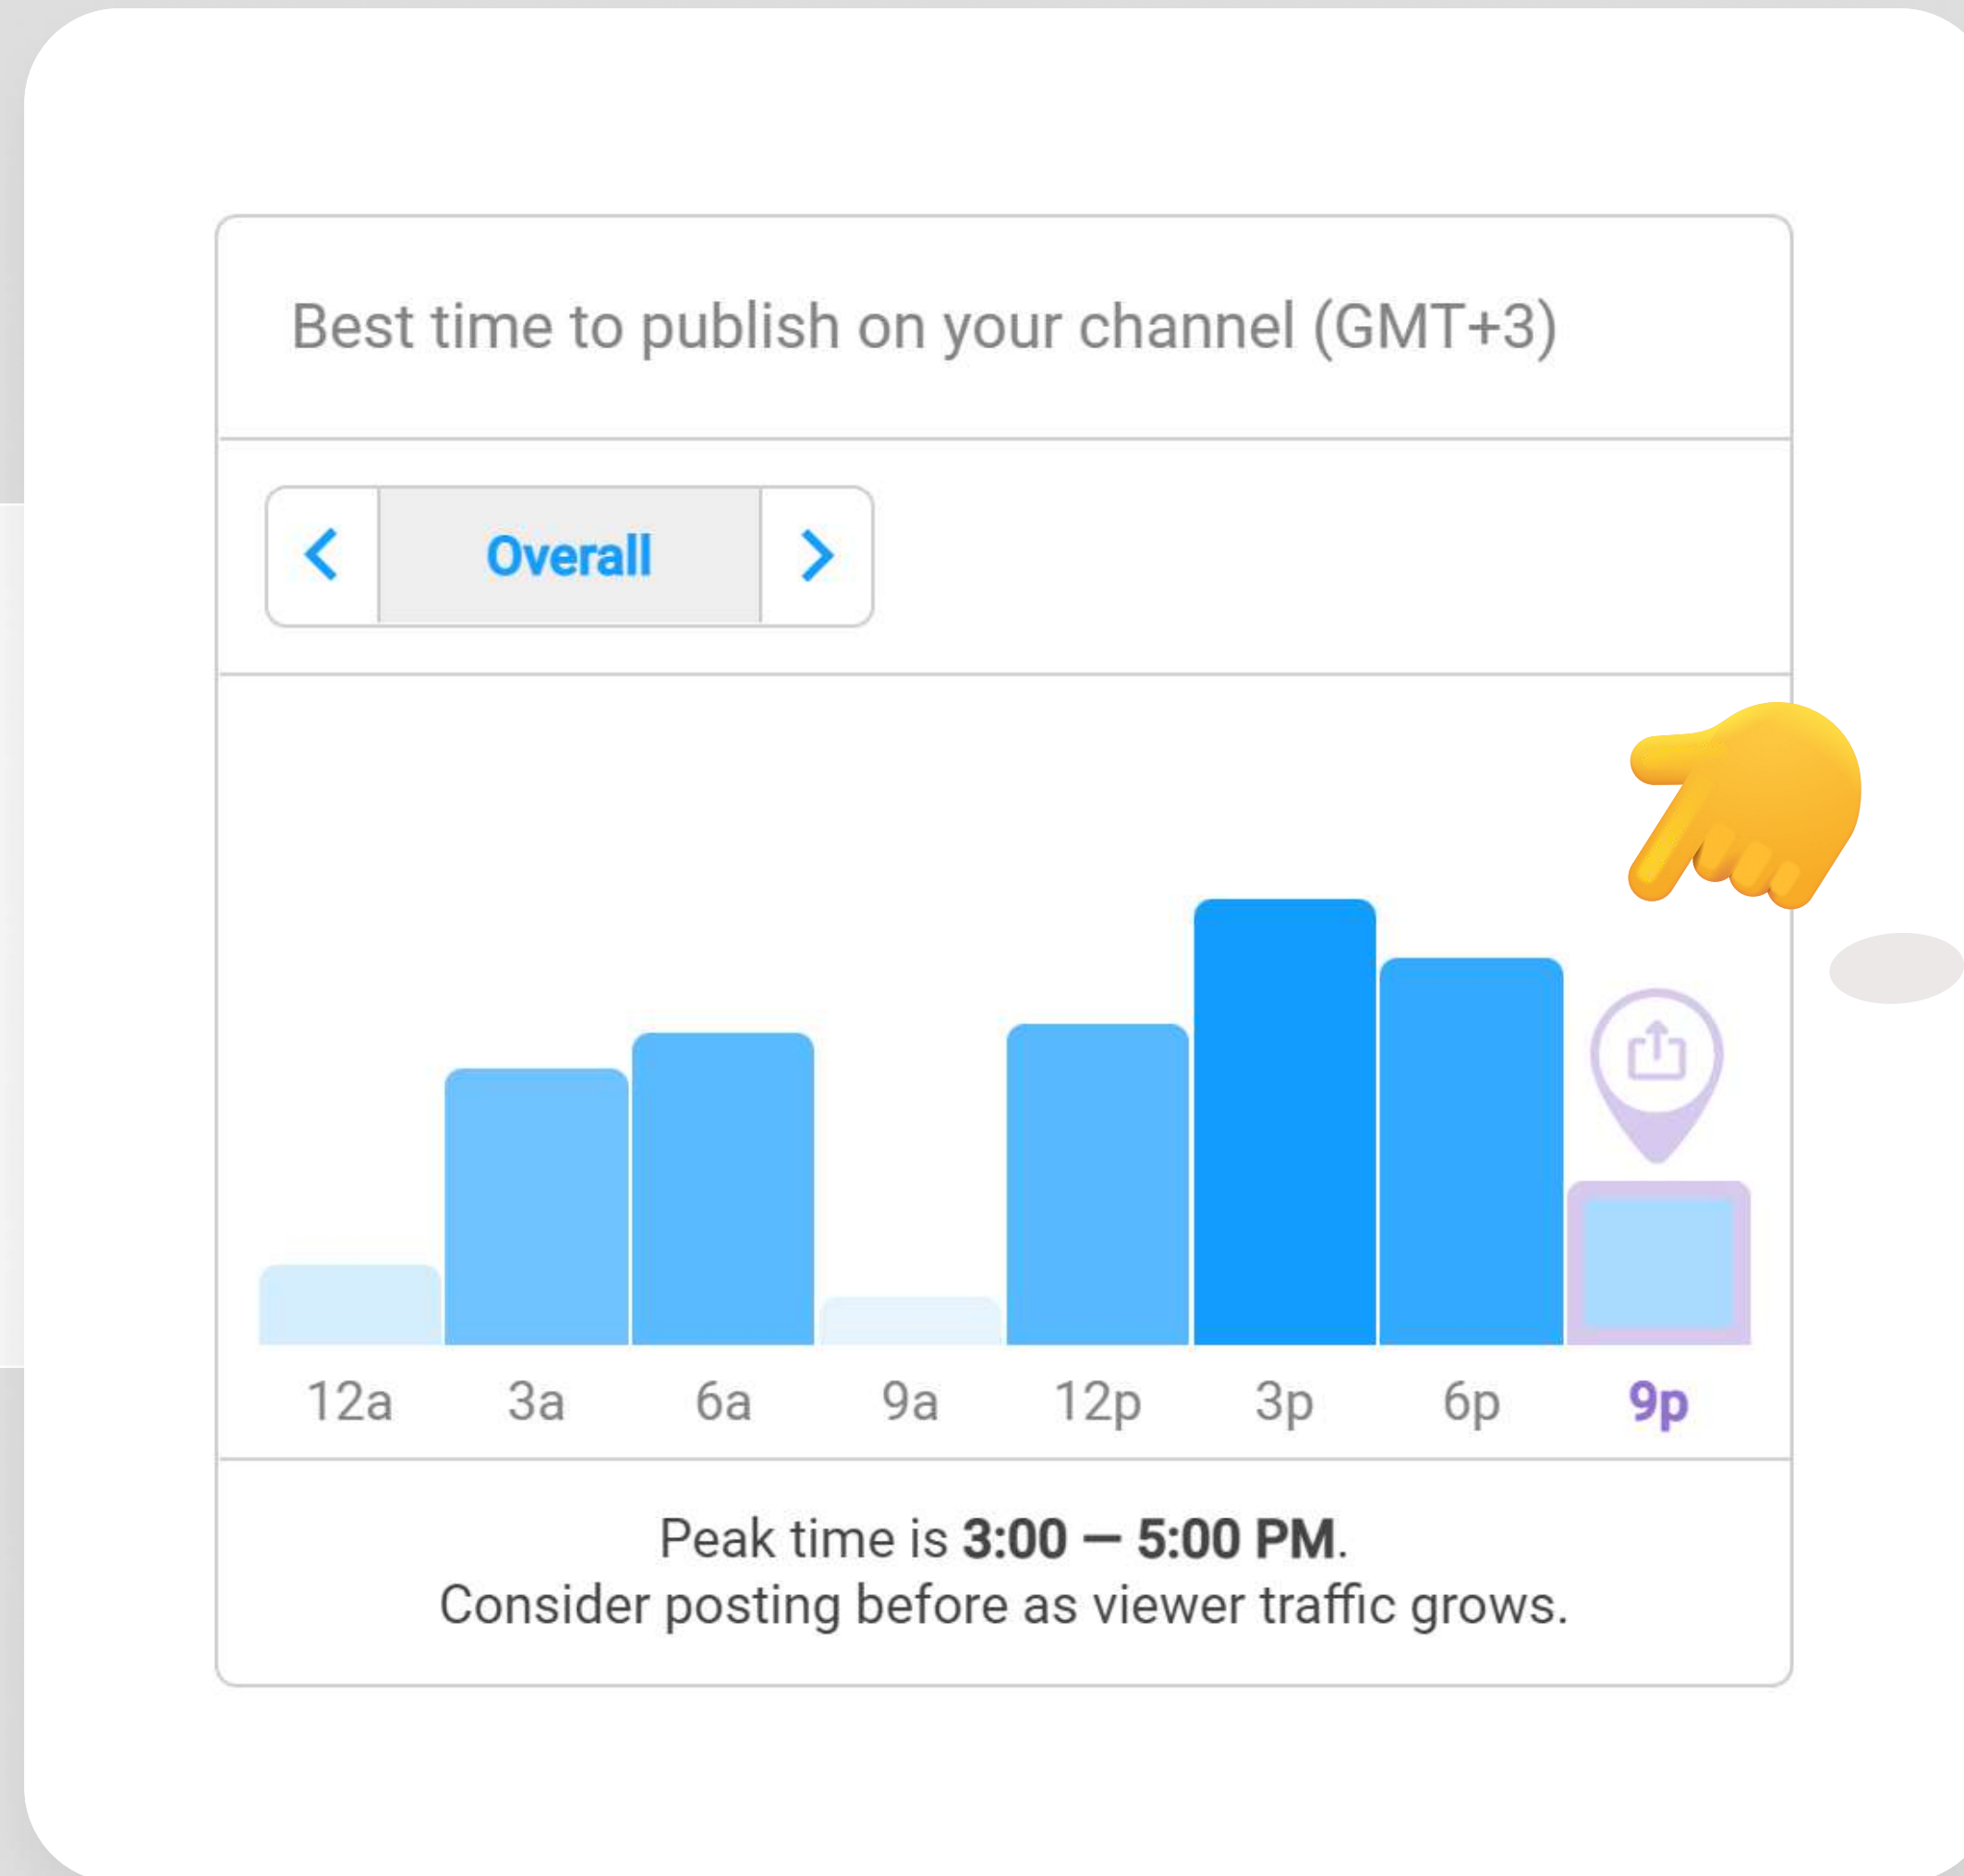 Best time to publish on your channel (GMT+3)
Overall
12a 3a 6a 9a 12p 3p 6p 9p
Peak time is 3:00 — 5:00 PM.
Consider posting before as viewer traffic grows.